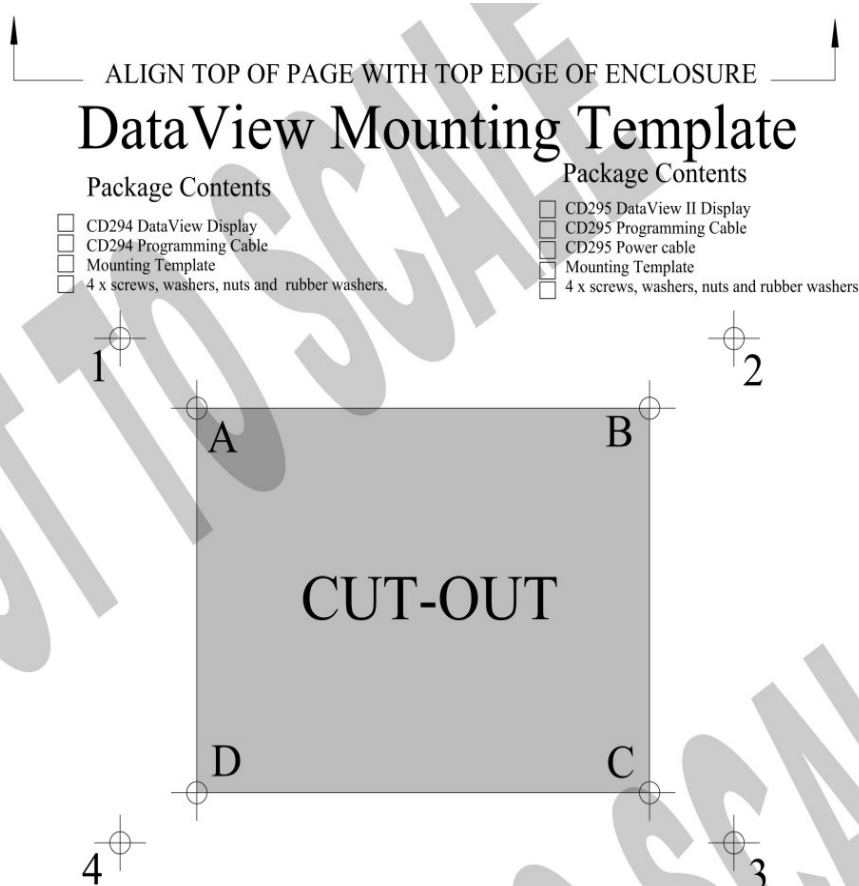 ALIGN TOP OF PAGE WITH TOP EDGE OF ENCLOSURE
DataView Mounting Template
Package Contents
CD294 DataView Display
CD294 Programming Cable
Mounting Template
4 x screws, washers, nuts and rubber washers.
Package Contents
CD295 DataView II Display
CD295 Programming Cable
CD295 Power cable
Mounting Template
4 x screws, washers, nuts and rubber washers
1
2
A
B
CUT-OUT
D
C
4
3
TO SCALE